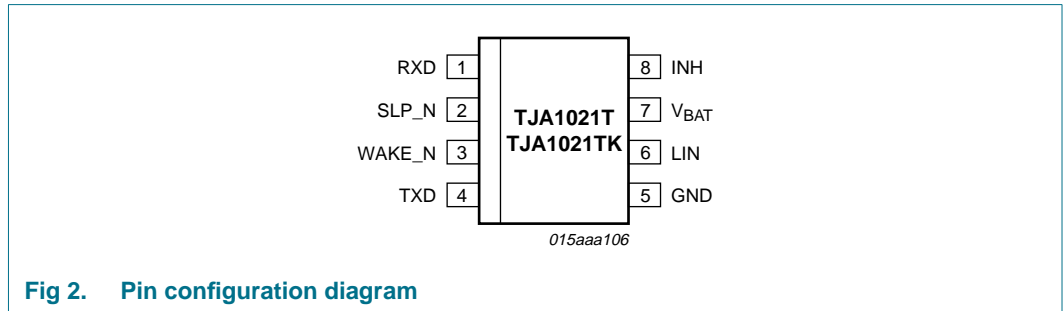 RXD 1 8 INH
SLP_N 2 TJA1021T 7 VBAT
WAKE_N 3 TJA1021TK 6 LIN
TXD 4 5 GND
015aaa106
Fig 2. Pin configuration diagram